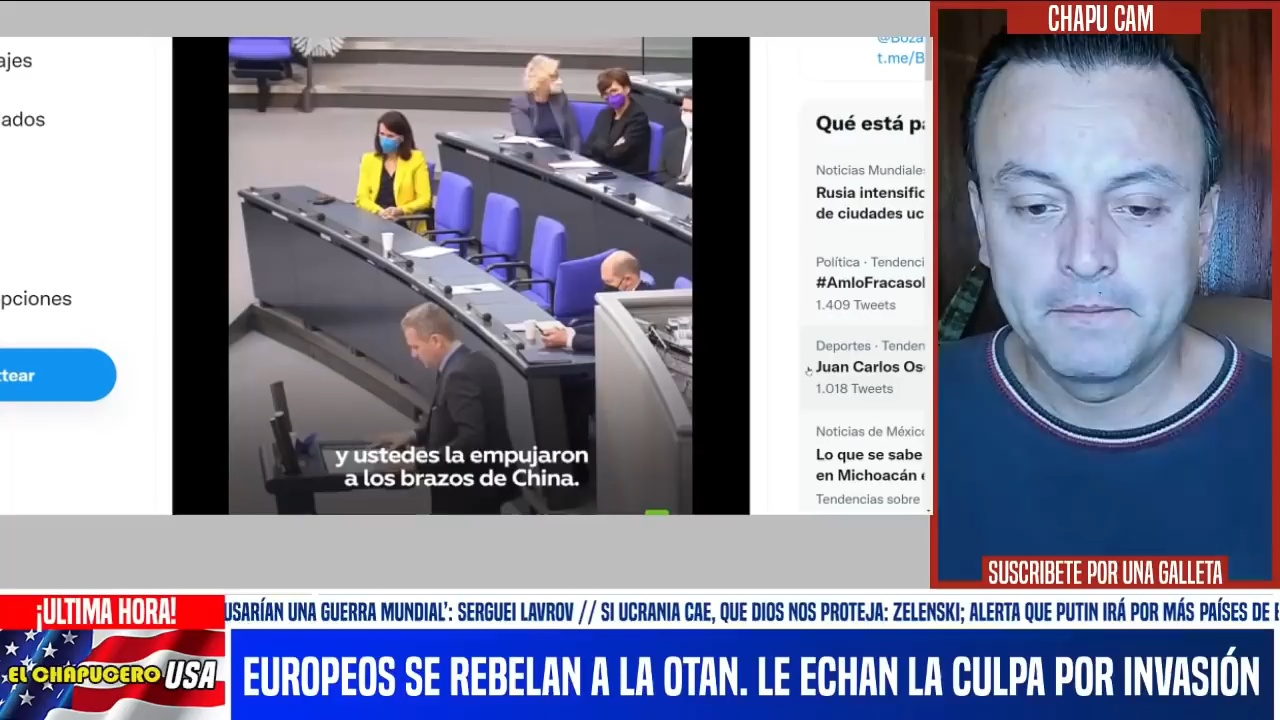 CHAPU CAM
ajes
ados
pciones
ttear
@Boza
t.me/B
Qué está pa
Noticias Mundiale
Rusia intensific
de ciudades uc
Política · Tendenci
#AmloFracasol
1.409 Tweets
Deportes · Tenden
Juan Carlos Os
1.018 Tweets
Noticias de México
Lo que se sabe
en Michoacán e
Tendencias sobre
y ustedes la empujaron
a los brazos de China.
SUSCRIBETE POR UNA GALLETA
¡ULTIMA HORA!
USARÍAN UNA GUERRA MUNDIAL': SERGUEI LAVROV // SI UCRANIA CAE, QUE DIOS NOS PROTEJA: ZELENSKI; ALERTA QUE PUTIN IRÁ POR MÁS PAÍSES DE E
EL CHAPUCERO USA
EUROPEOS SE REBELAN A LA OTAN. LE ECHAN LA CULPA POR INVASIÓN